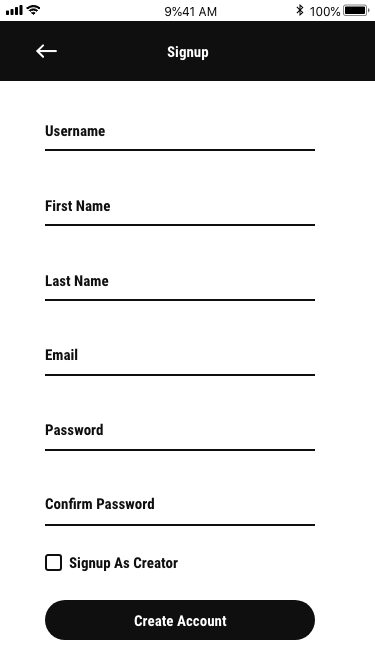 9%41 AM
100%
Signup
Username
First Name
Last Name
Email
Password
Confirm Password
Signup As Creator
Create Account